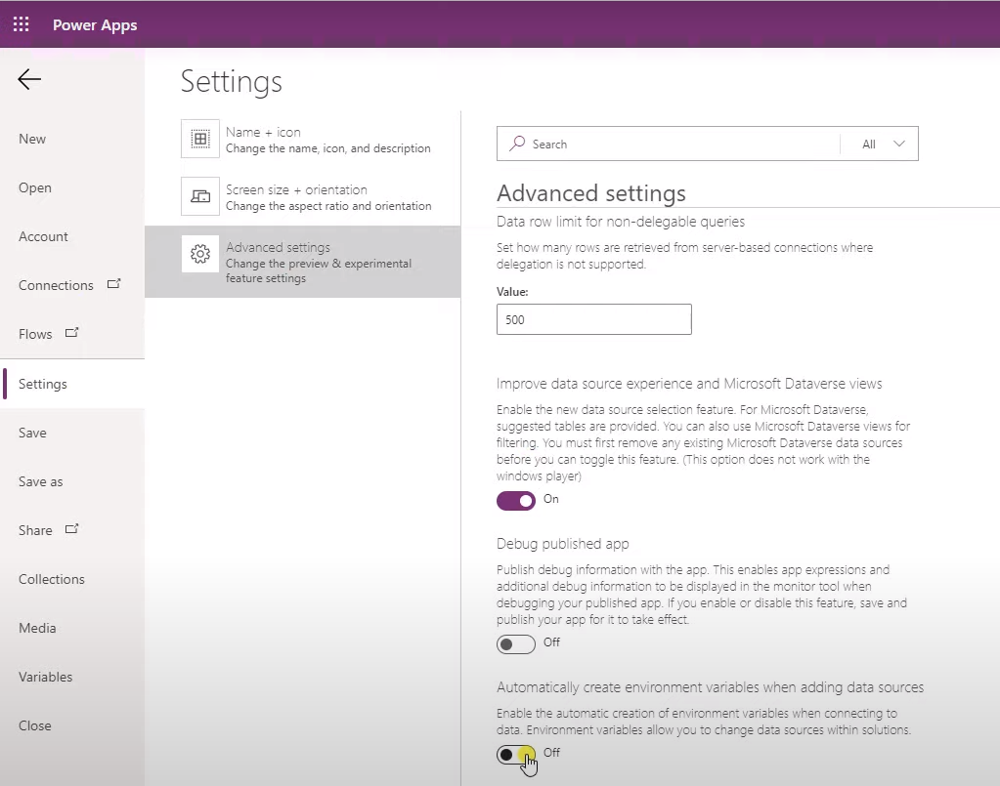 Power Apps
New
Open
Account
Connections
Flows
Settings
Save
Save as
Share
Collections
Media
Variables
Close
Settings
Name + icon
Change the name, icon, and description
Screen size + orientation
Change the aspect ratio and orientation
Advanced settings
Change the preview & experimental
feature settings
Search
All
Advanced settings
Data row limit for non-delegable queries
Set how many rows are retrieved from server-based connections where
delegation is not supported.
Value:
500
Improve data source experience and Microsoft Dataverse views
Enable the new data source selection feature. For Microsoft Dataverse,
suggested tables are provided. You can also use Microsoft Dataverse views for
filtering. You must first remove any existing Microsoft Dataverse data sources
before you can toggle this feature. (This option does not work with the
windows player)
On
Debug published app
Publish debug information with the app. This enables app expressions and
additional debug information to be displayed in the monitor tool when
debugging your published app. If you enable or disable this feature, save and
publish your app for it to take effect.
Off
Automatically create environment variables when adding data sources
Enable the automatic creation of environment variables when connecting to
data. Environment variables allow you to change data sources within solutions.
Off